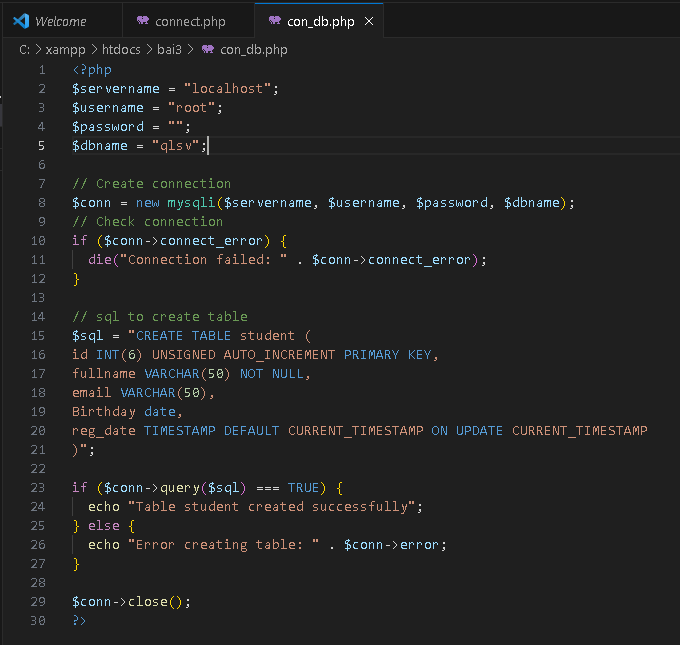 Welcome connect.php con_db.php
C: > xampp > htdocs > bai3 > con_db.php
1 <?php
2 $servername = "localhost";
3 $username = "root";
4 $password = "";
5 $dbname = "qlsv";
6
7 // Create connection
8 $conn = new mysqli($servername, $username, $password, $dbname);
9 // Check connection
10 if ($conn->connect_error) {
11 die("Connection failed: " . $conn->connect_error);
12 }
13
14 // sql to create table
15 $sql = "CREATE TABLE student (
16 id INT(6) UNSIGNED AUTO_INCREMENT PRIMARY KEY,
17 fullname VARCHAR(50) NOT NULL,
18 email VARCHAR(50),
19 Birthday date,
20 reg_date TIMESTAMP DEFAULT CURRENT_TIMESTAMP ON UPDATE CURRENT_TIMESTAMP
21 )";
22
23 if ($conn->query($sql) === TRUE) {
24 echo "Table student created successfully";
25 } else {
26 echo "Error creating table: " . $conn->error;
27 }
28
29 $conn->close();
30 ?>